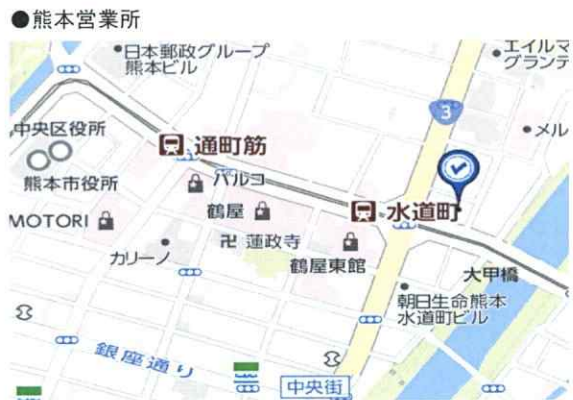 ●熊本営業所
日本郵政グループ
熊本ビル
エイルマ
グランテ
3
中央区役所
通町筋
メル
熊本市役所
パルコ
MOTORI
鶴屋
水道町
蓮政寺
カリーノ
鶴屋東館
大甲橋
朝日生命熊本
水道町ビル
銀座通り
中央街